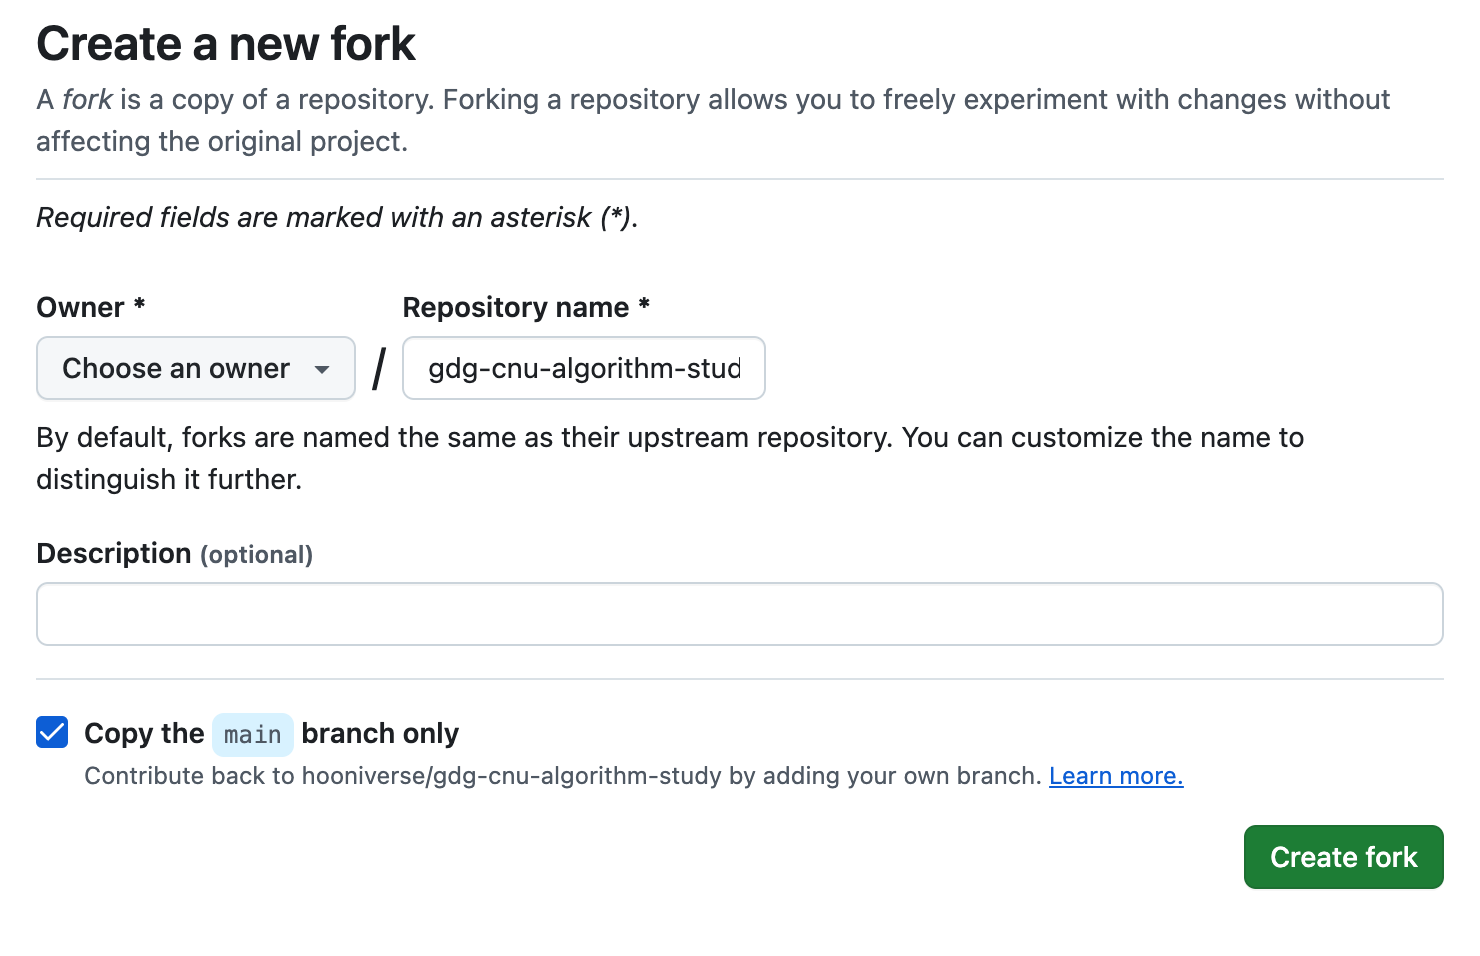 Create a new fork
A fork is a copy of a repository. Forking a repository allows you to freely experiment with changes without
affecting the original project.
Required fields are marked with an asterisk (*).
Owner * Repository name *
Choose an owner / gdg-cnu-algorithm-stud
By default, forks are named the same as their upstream repository. You can customize the name to
distinguish it further.
Description (optional)
Copy the main branch only
Contribute back to hooniverse/gdg-cnu-algorithm-study by adding your own branch. Learn more.
Create fork